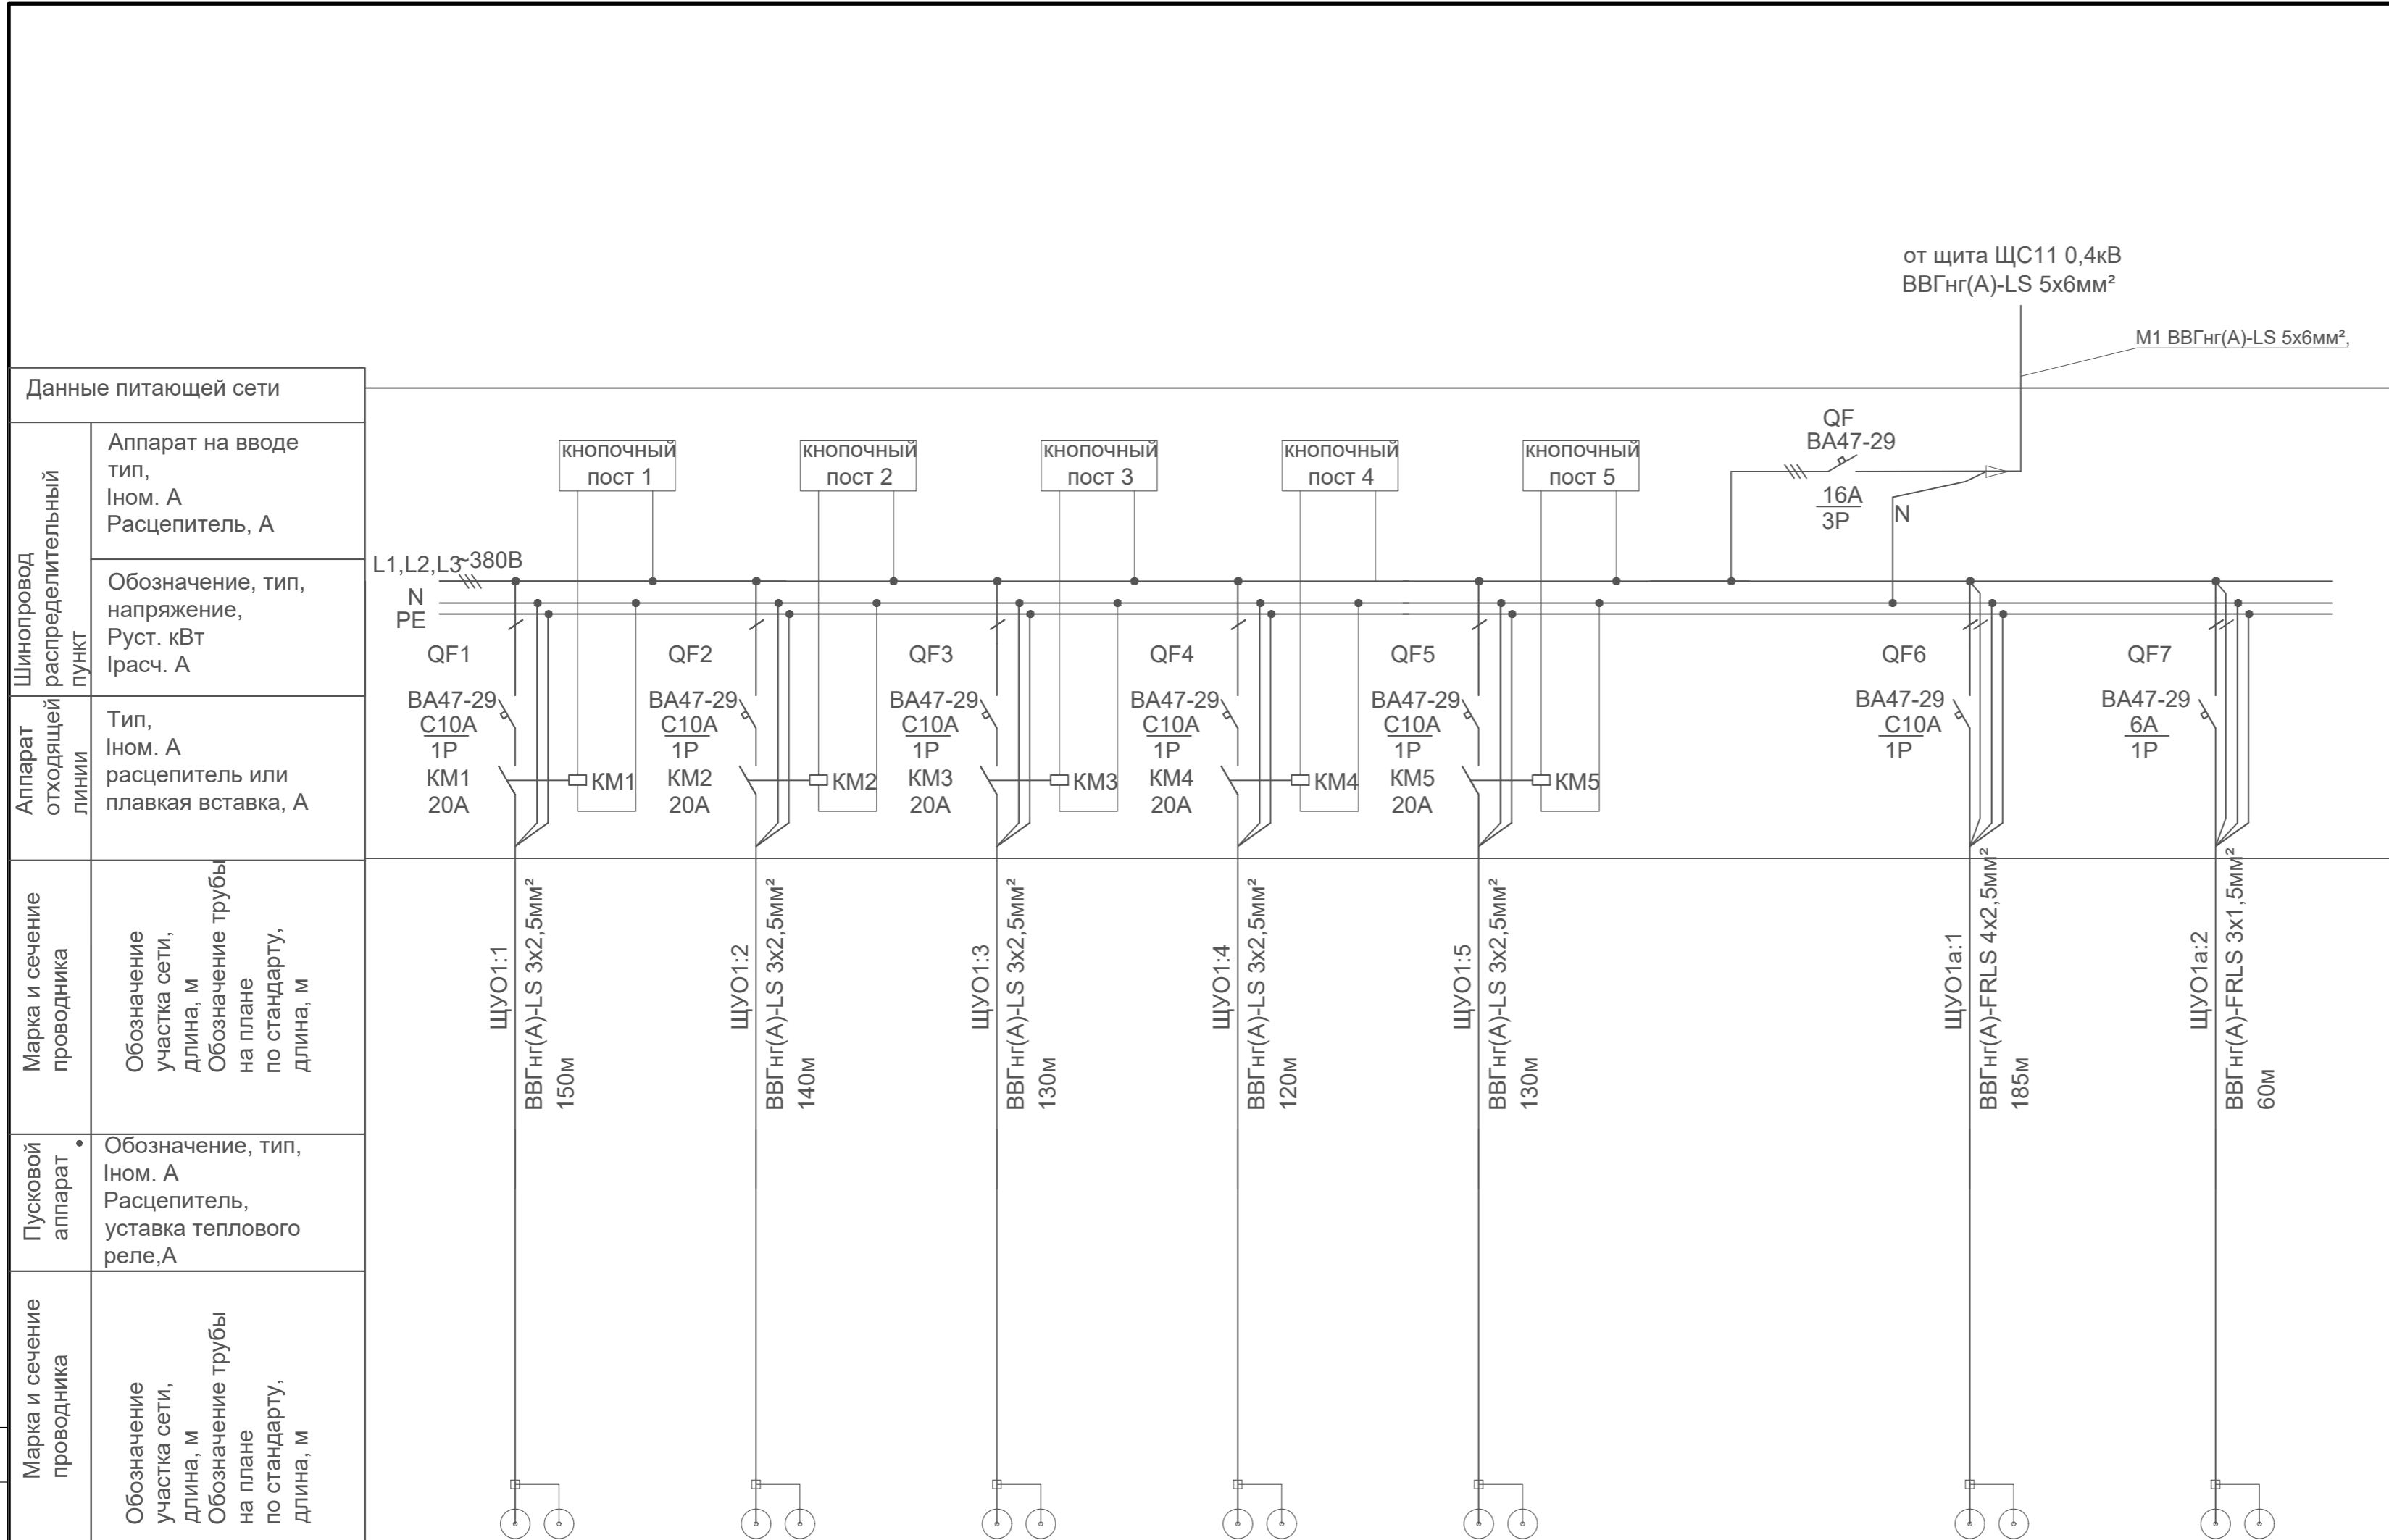 от щита ЩС11 0,4кВ
ВВГнг(А)-LS 5х6мм²
М1 ВВГнг(А)-LS 5х6мм²,
Данные питающей сети
Шинопровод
распределительный
пункт
Аппарат на вводе
тип,
Iном. А
Расцепитель, А
Обозначение, тип,
напряжение,
Руст. кВт
Iрасч. А
Аппарат
отходящей
линии
Тип,
Iном. А
расцепитель или
плавкая вставка, А
Марка и сечение
проводника
Обозначение
участка сети,
длина, м
Обозначение трубы
на плане
по стандарту,
длина, м
Пусковой
аппарат
Обозначение, тип,
Iном. А
Расцепитель,
уставка теплового
реле,А
Марка и сечение
проводника
Обозначение
участка сети,
длина, м
Обозначение трубы
на плане
по стандарту,
длина, м
кнопочный
пост 1
кнопочный
пост 2
кнопочный
пост 3
кнопочный
пост 4
кнопочный
пост 5
QF
ВА47-29
16А
3Р
N
L1,L2,L3
~380В
N
PE
QF1
ВА47-29
С10А
1Р
КМ1
20А
КМ1
QF2
ВА47-29
С10А
1Р
КМ2
20А
КМ2
QF3
ВА47-29
С10А
1Р
КМ3
20А
КМ3
QF4
ВА47-29
С10А
1Р
КМ4
20А
КМ4
QF5
ВА47-29
С10А
1Р
КМ5
20А
КМ5
QF6
ВА47-29
С10А
1Р
QF7
ВА47-29
6А
1Р
ЩУО1:1
ВВГнг(А)-LS 3х2,5мм²
150м
ЩУО1:2
ВВГнг(А)-LS 3х2,5мм²
140м
ЩУО1:3
ВВГнг(А)-LS 3х2,5мм²
130м
ЩУО1:4
ВВГнг(А)-LS 3х2,5мм²
120м
ЩУО1:5
ВВГнг(А)-LS 3х2,5мм²
130м
ЩУО1а:1
ВВГнг(А)-FRLS 4х2,5мм²
185м
ЩУО1а:2
ВВГнг(А)-FRLS 3х1,5мм²
60м